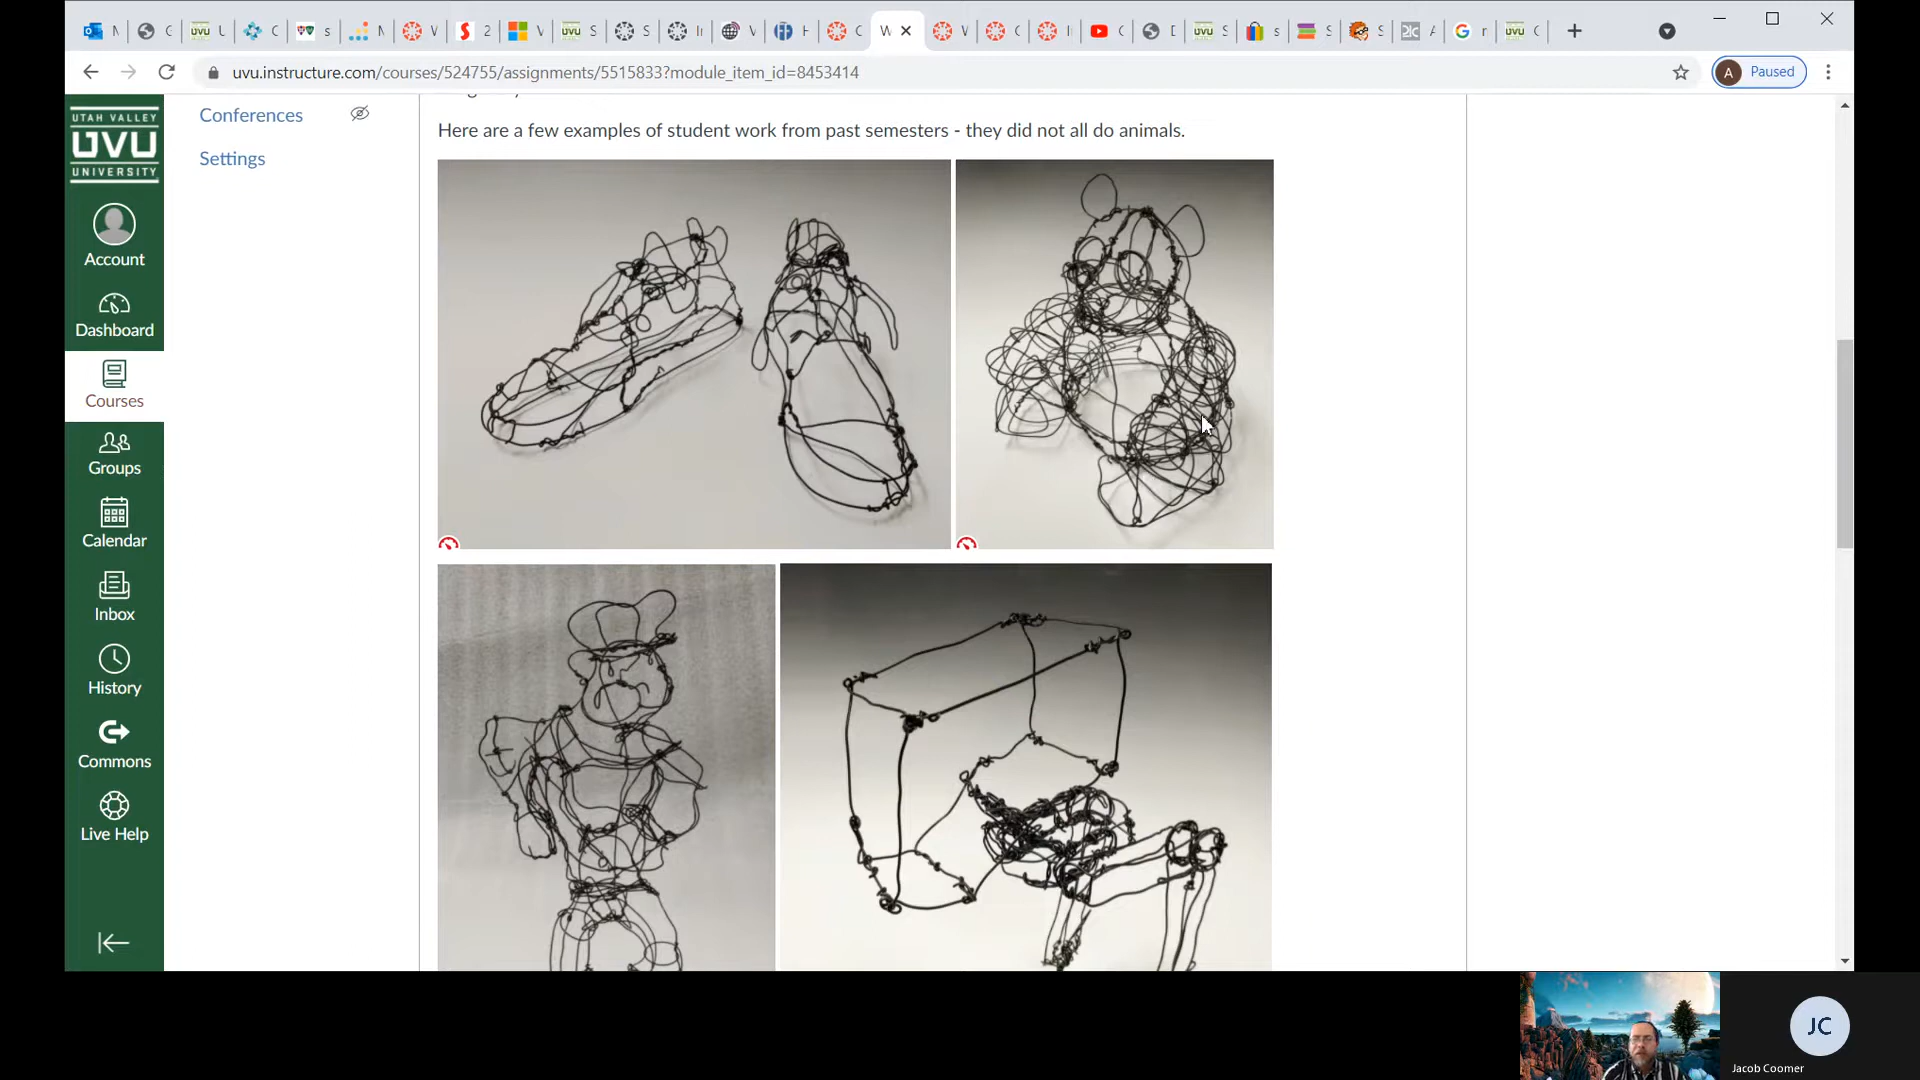 N
C
U
C
s
N
V
2
V
S
S
I
V
H
C
W
V
C
I
C
D
S
s
S
S
A
r
C
uvu.instructure.com/courses/524755/assignments/5515833?module_item_id=8453414
A
Paused
UTAH VALLEY
UVU
UNIVERSITY
Account
Dashboard
Courses
Groups
Calendar
Inbox
History
Commons
Live Help
Conferences
Settings
Here are a few examples of student work from past semesters - they did not all do animals.
JC
Jacob Coomer